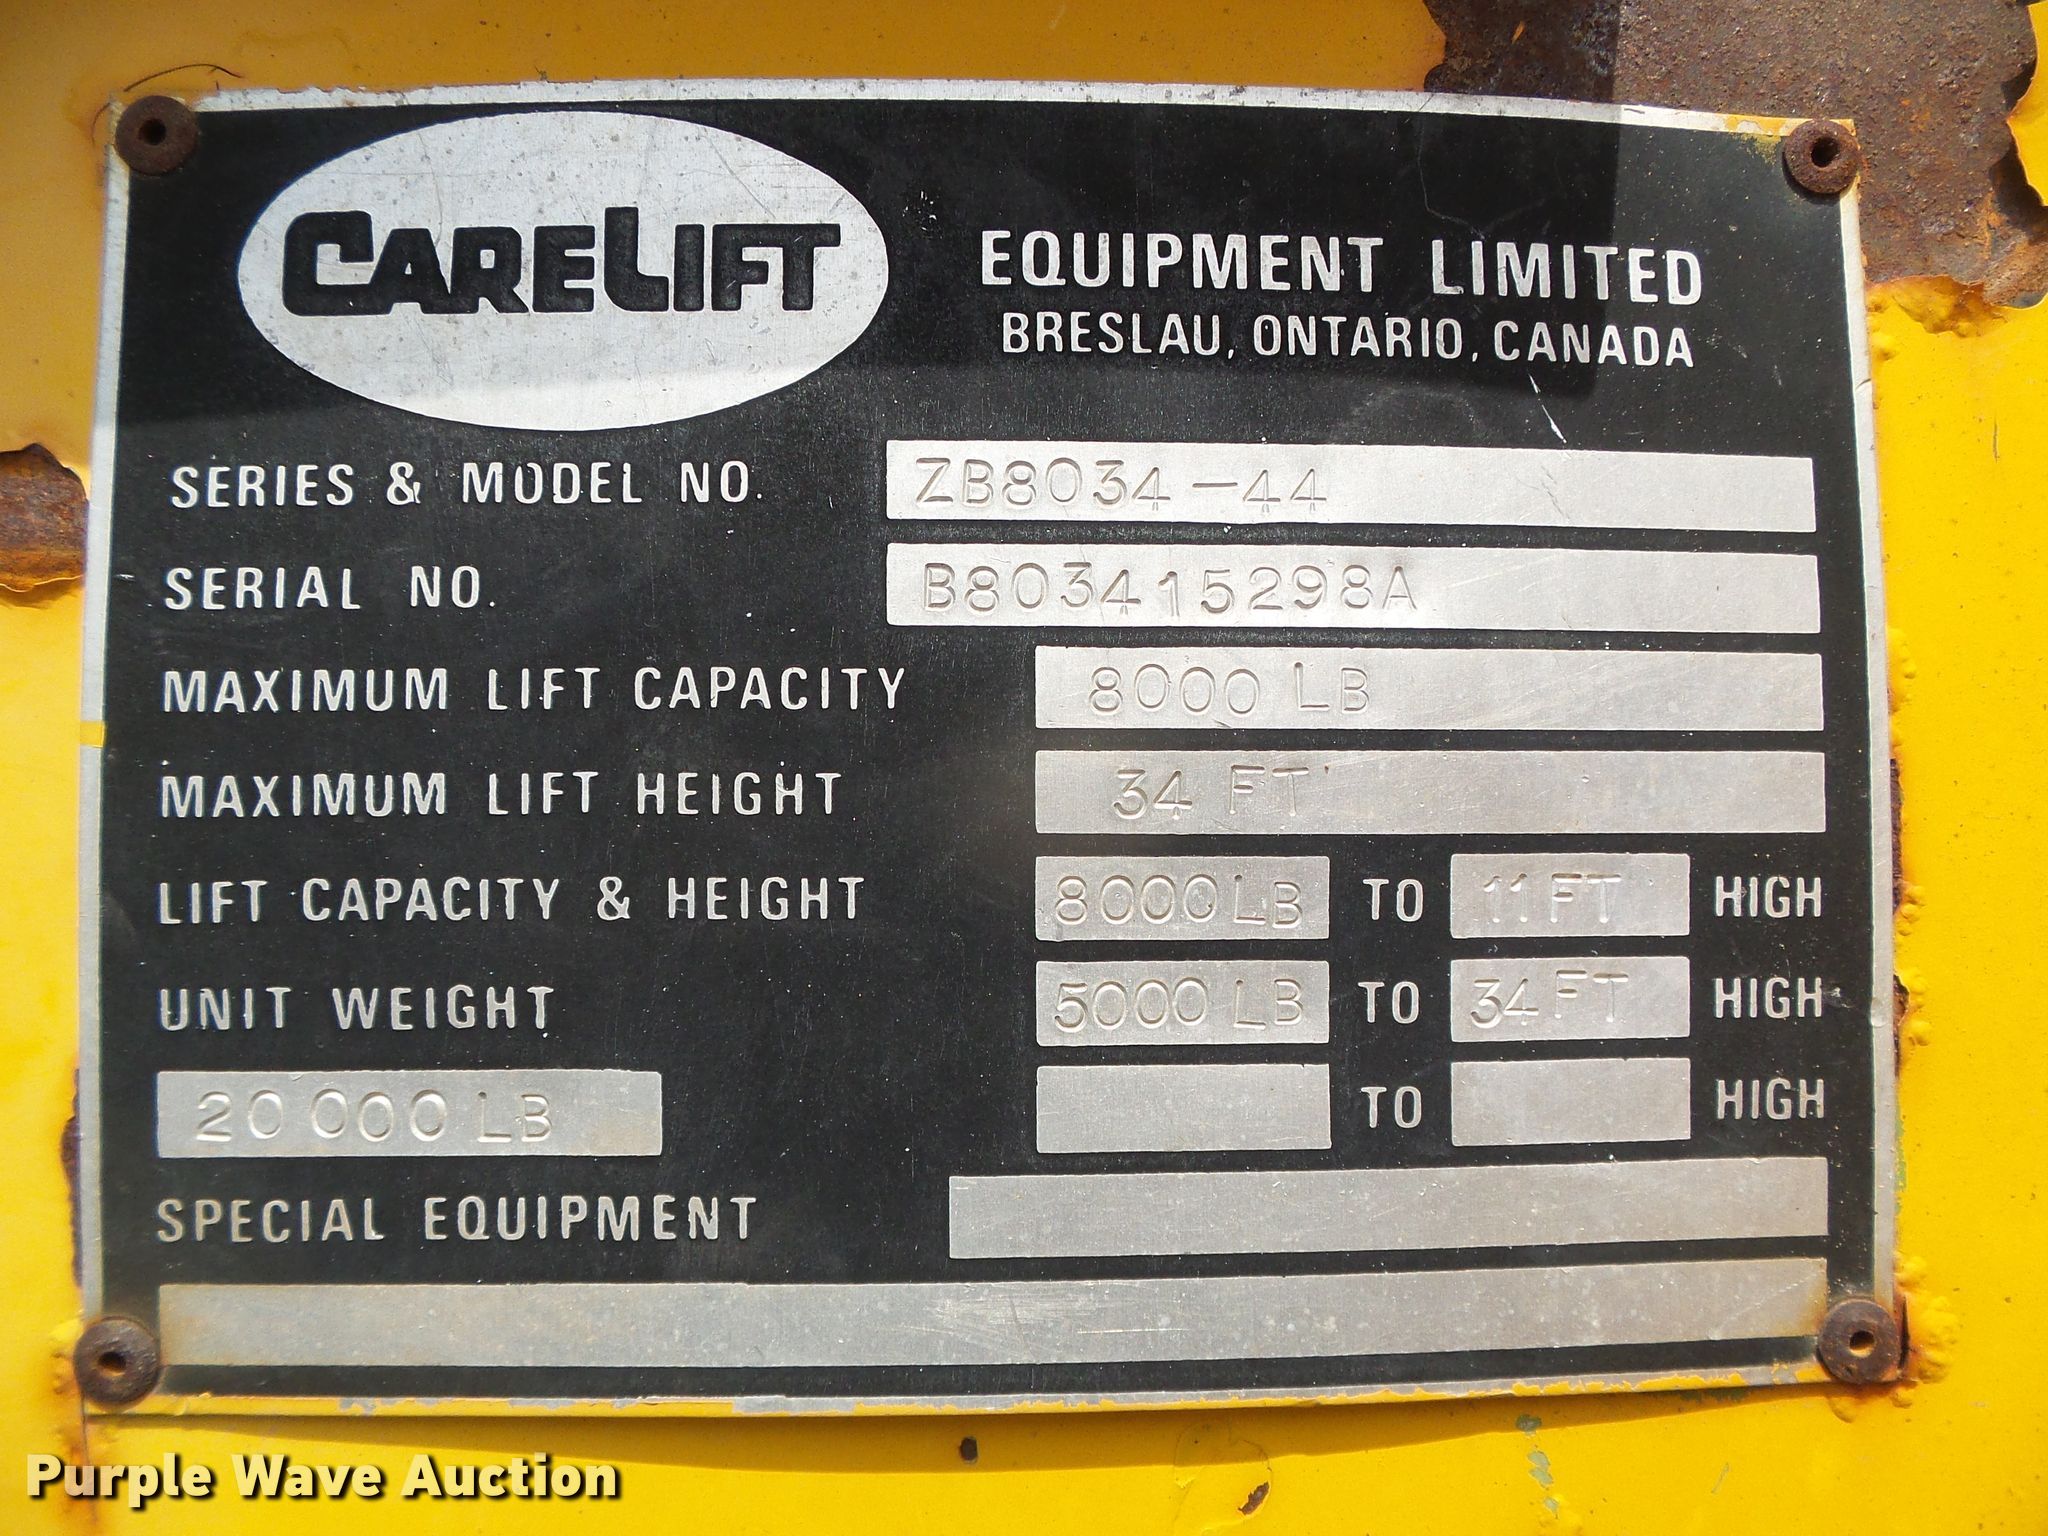 CARELIFT EQUIPMENT LIMITED
BRESLAU, ONTARIO, CANADA
SERIES & MODEL NO. ZB8034-44
SERIAL NO. B803415298A
MAXIMUM LIFT CAPACITY 8000 LB
MAXIMUM LIFT HEIGHT 34 FT
LIFT CAPACITY & HEIGHT 8000 LB TO 11 FT HIGH
UNIT WEIGHT 5000 LB TO 34 FT HIGH
20 000 LB TO HIGH
SPECIAL EQUIPMENT
Purple Wave Auction